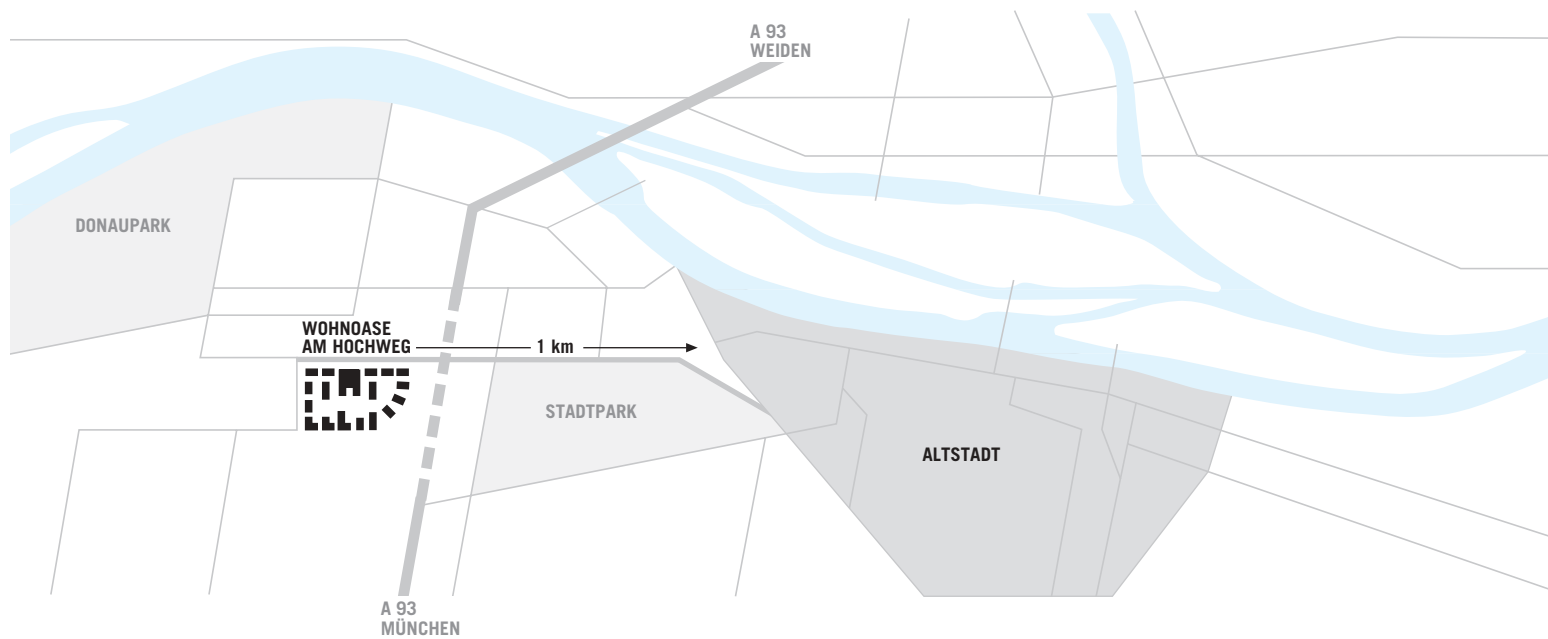 A 93
WEIDEN
DONAUPARK
WOHNOASE
AM HOCHWEG
1 km
STADTPARK
ALTSTADT
A 93
MÜNCHEN